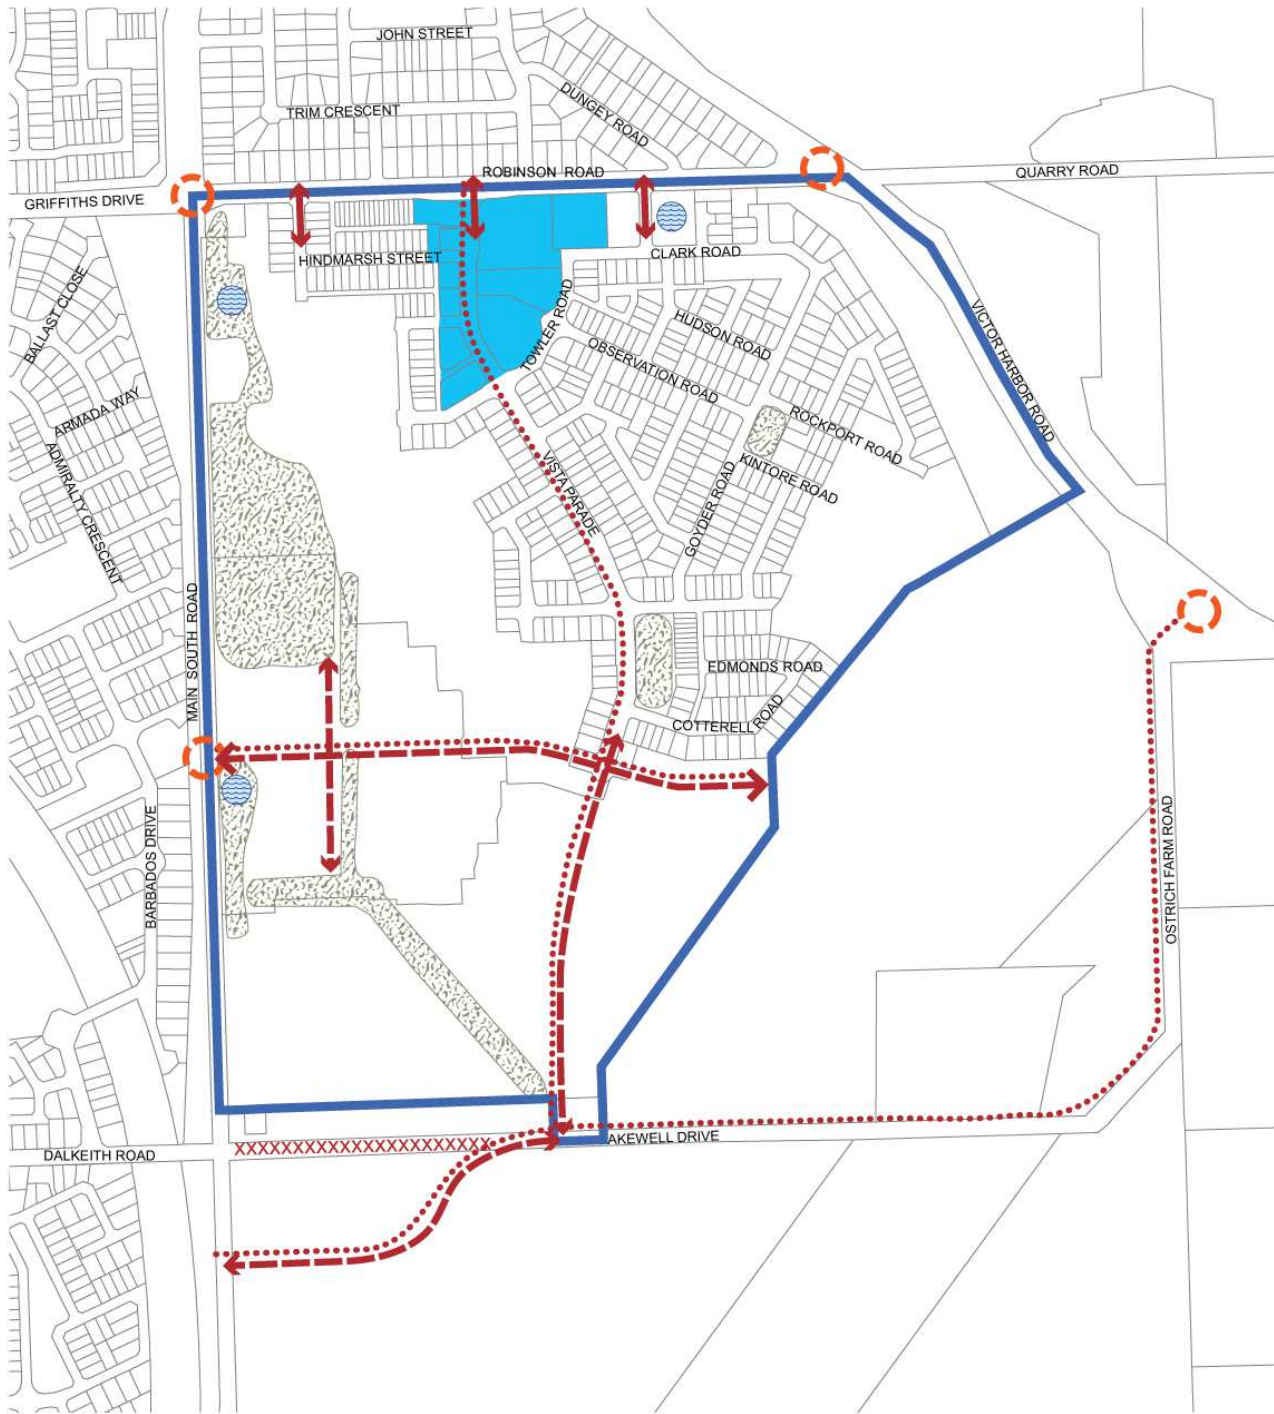 JOHN STREET
TRIM CRESCENT
DUNGEY ROAD
ROBINSON ROAD
QUARRY ROAD
GRIFFITHS DRIVE
HINDMARSH STREET
CLARK ROAD
BALLAST CLOSE
TOWLER ROAD
HUDSON ROAD
VICTOR HARBOR ROAD
OBSERVATION ROAD
ARMADA WAY
ROCKPORT ROAD
ADMIRALTY CRESCENT
VISTA PARADE
KINTORE ROAD
GOYDER ROAD
MAIN SOUTH ROAD
EDMONDS ROAD
COTTERELL ROAD
BARBADOS DRIVE
OSTRICH FARM ROAD
AKEWELL DRIVE
DALKEITH ROAD